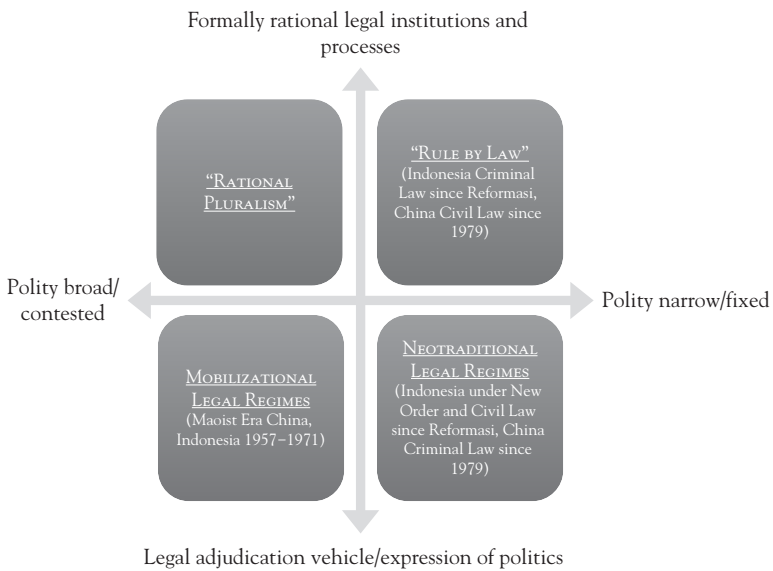 Formally rational legal institutions and
processes
“Rational
Pluralism”
“Rule by Law”
(Indonesia Criminal
Law since Reformasi,
China Civil Law since
1979)
Polity broad/
contested
Polity narrow/fixed
Mobilizational
Legal Regimes
(Maoist Era China,
Indonesia 1957–1971)
Neotraditional
Legal Regimes
(Indonesia under New
Order and Civil Law
since Reformasi, China
Criminal Law since
1979)
Legal adjudication vehicle/expression of politics